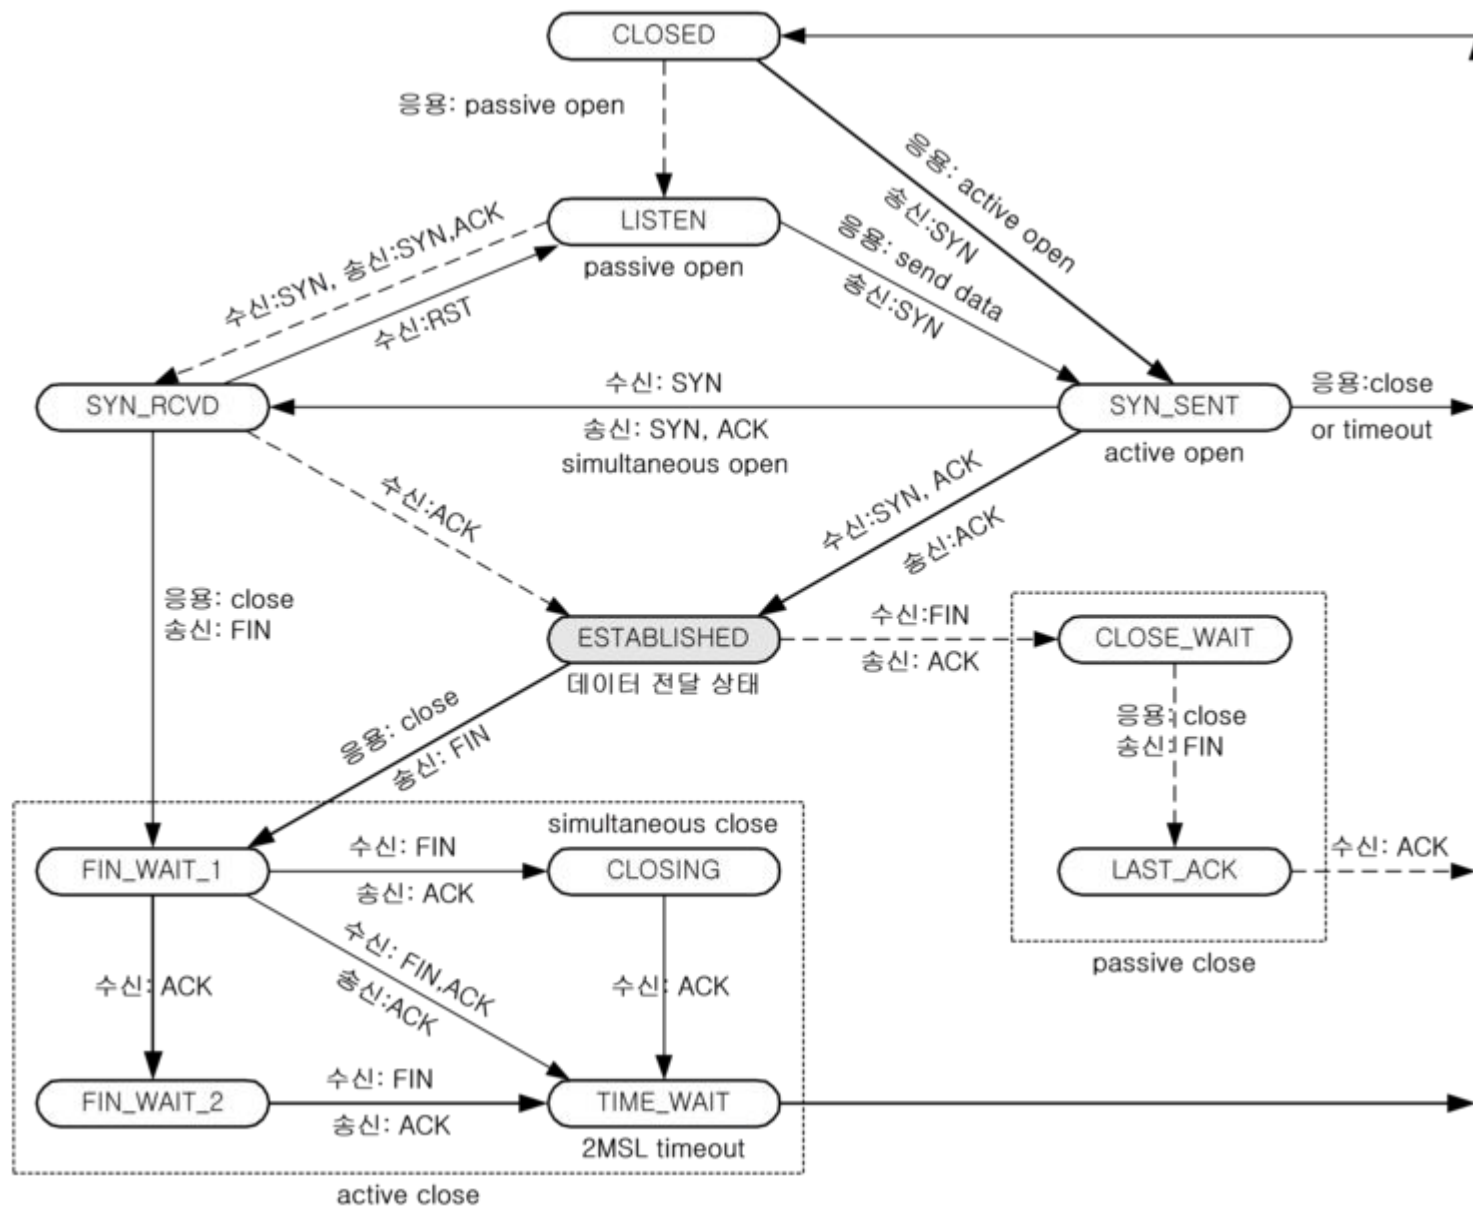 CLOSED
응용: passive open
응용: active open
송신:SYN
LISTEN
passive open
수신:SYN, 송신:SYN,ACK
수신:RST
응용: send data
송신:SYN
SYN_RCVD
수신: SYN
송신: SYN, ACK
simultaneous open
SYN_SENT
active open
응용:close
or timeout
수신:ACK
수신:SYN, ACK
송신:ACK
응용: close
송신: FIN
ESTABLISHED
데이터 전달 상태
수신:FIN
송신: ACK
CLOSE_WAIT
응용: close
송신: FIN
응용: close
송신: FIN
simultaneous close
FIN_WAIT_1
수신: FIN
송신: ACK
CLOSING
LAST_ACK
수신: ACK
passive close
수신: ACK
수신: FIN,ACK
송신:ACK
수신: ACK
FIN_WAIT_2
수신: FIN
송신: ACK
TIME_WAIT
2MSL timeout
active close